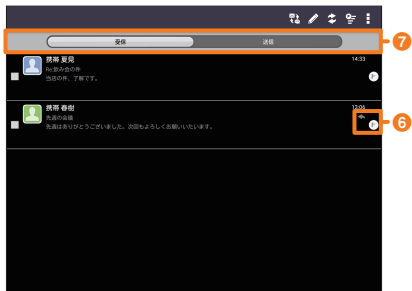 受信 送信
❼
携帯 夏見 14:33
Re:飲み会の件
当店の件、了解です。
携帯 春樹 13:06
先週の会議
先週はありがとうございました。次回もよろしくお願いいたします。
❻